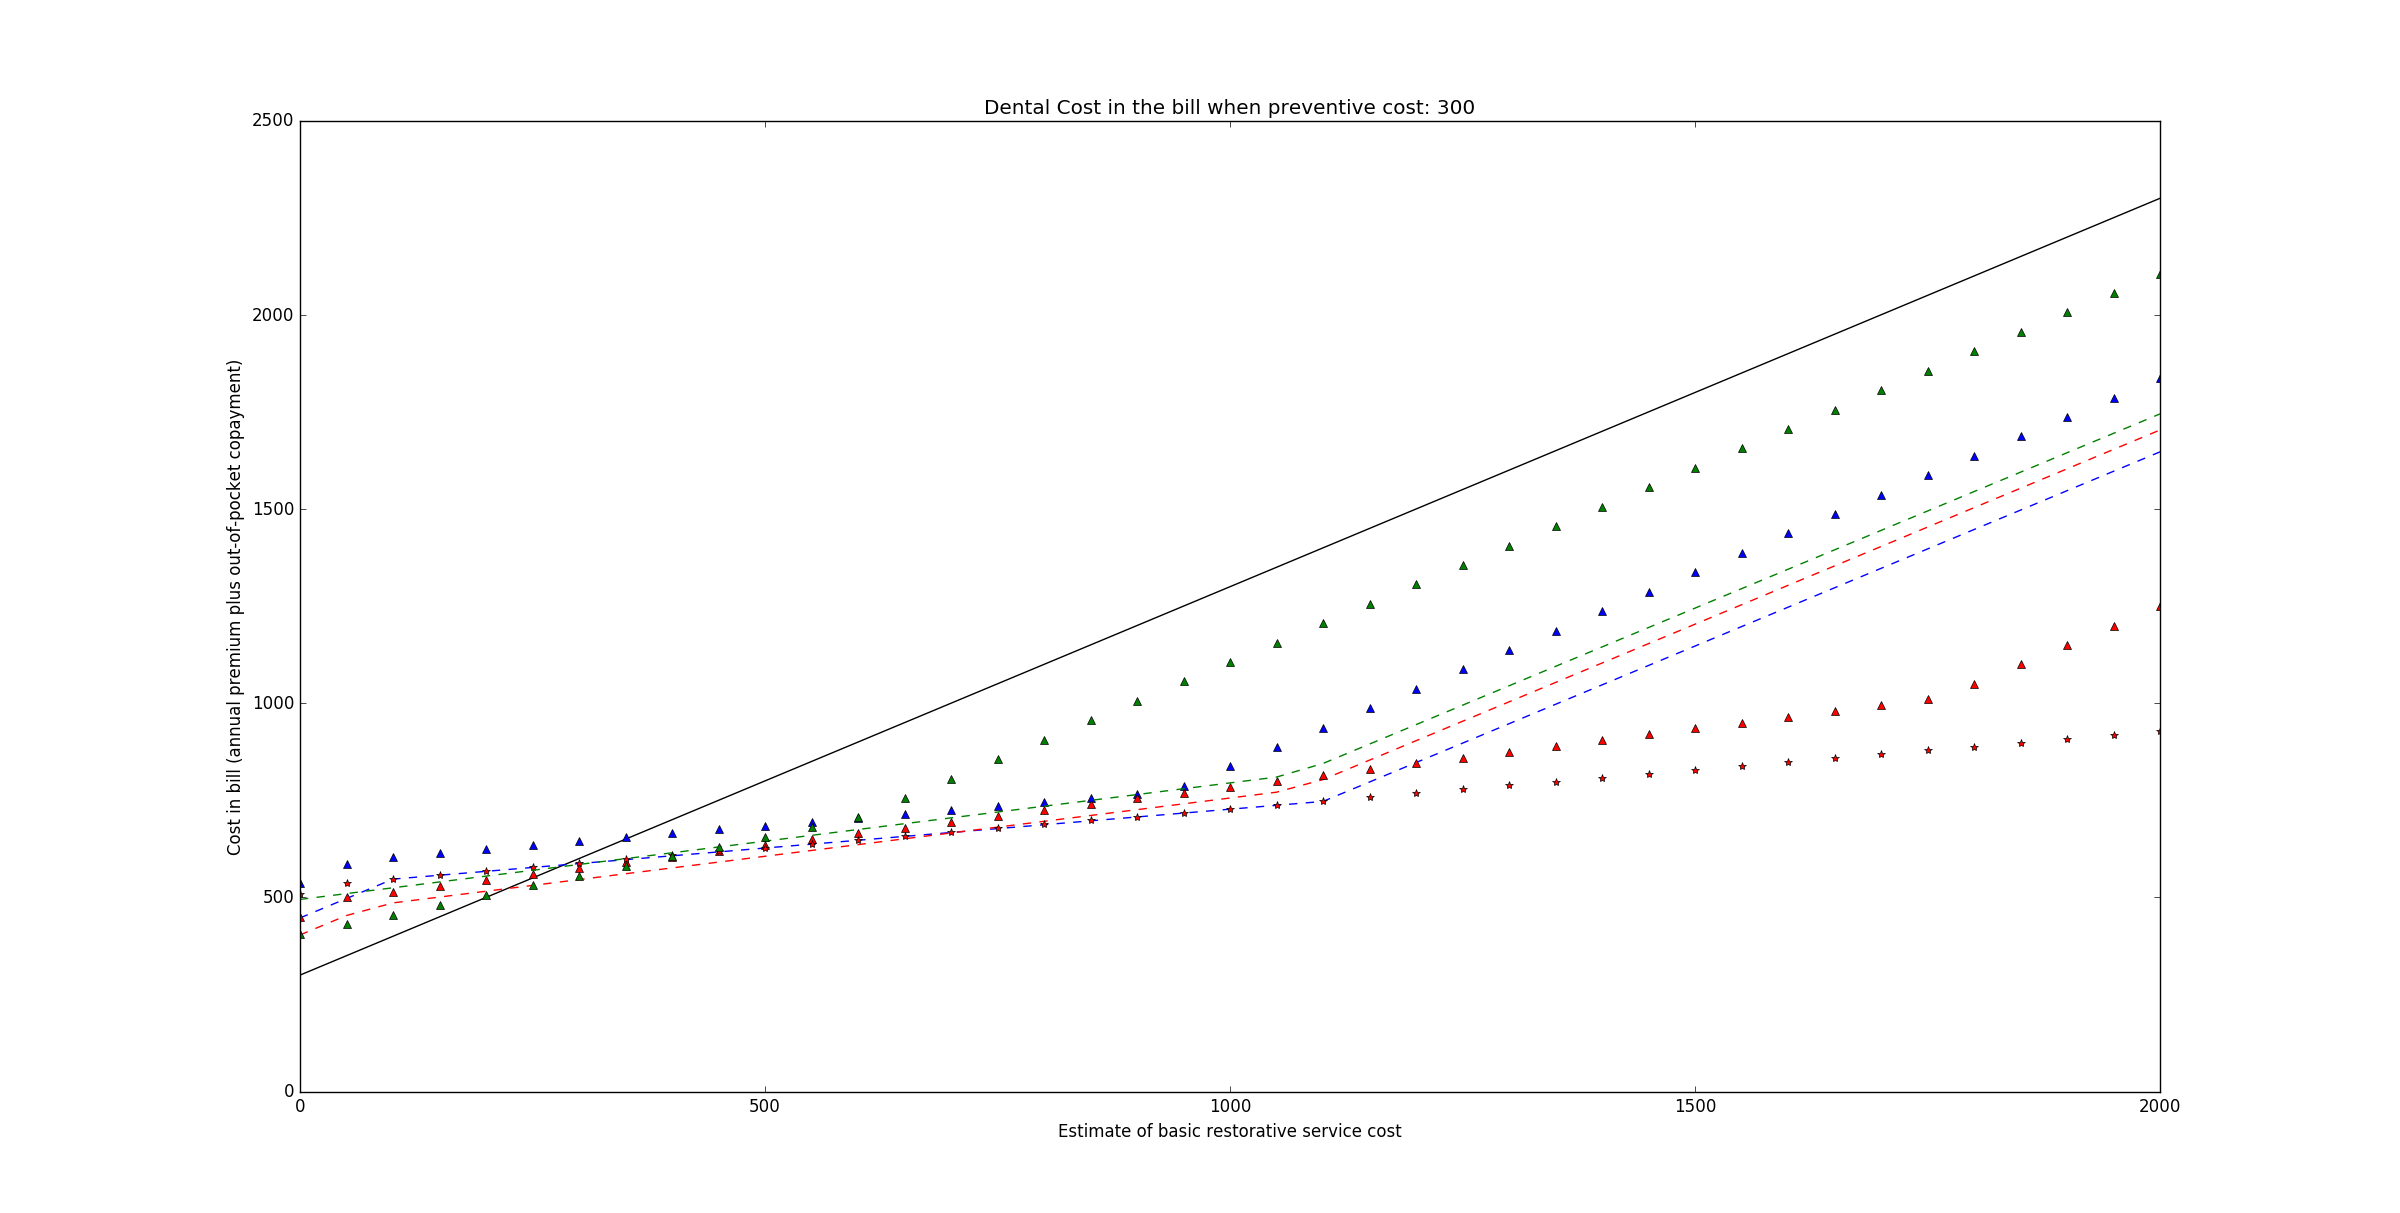 Dental Cost in the bill when preventive cost: 300
2500
2000
1500
1000
500
0
Cost in bill (annual premium plus out-of-pocket copayment)
0 500 1000 1500 2000
Estimate of basic restorative service cost